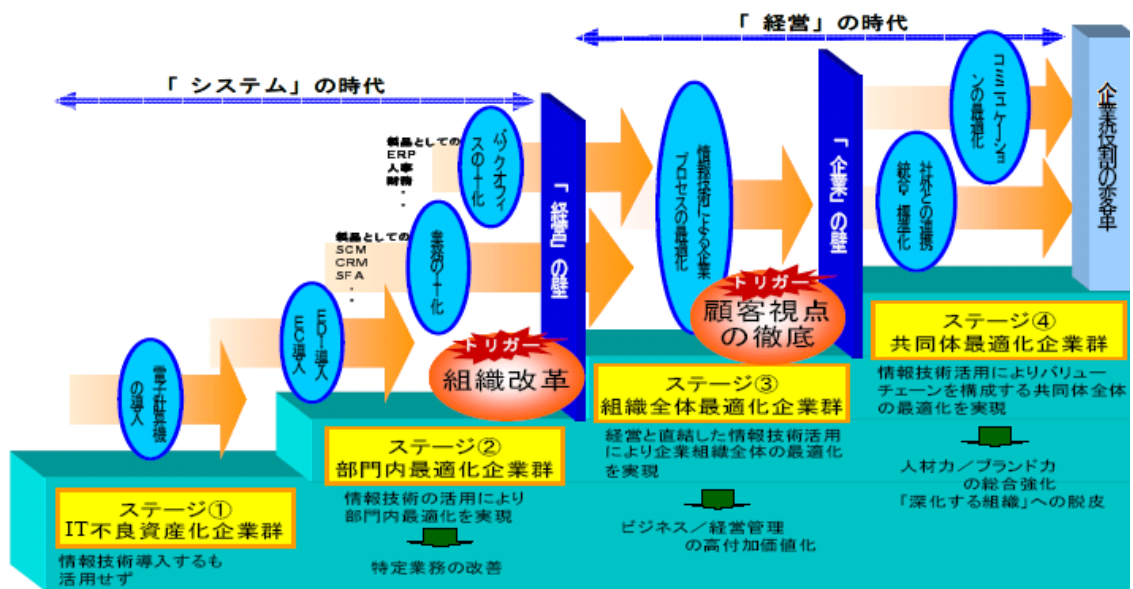 「 経営」の時代
「 システム」の時代
製品としての
ERP
人事
財務
・・
バックオフィ
スのＩＴ化
製品としての
SCM
CRM
SFA
・・
業務のＩＴ化
EDI導入
EC導入
電子計算機
の導入
「経営」の壁
トリガー
組織改革
情報技術による企業
プロセスの最適化
「企業」の壁
トリガー
顧客視点
の徹底
コミュニケーショ
ンの最適化
社外との連携
統合・標準化
企業役割の変革
ステージ①
IT不良資産化企業群
情報技術導入するも
活用せず
ステージ②
部門内最適化企業群
情報技術の活用により
部門内最適化を実現
特定業務の改善
ステージ③
組織全体最適化企業群
経営と直結した情報技術活用
により企業組織全体の最適化
を実現
ビジネス／経営管理
の高付加価値化
ステージ④
共同体最適化企業群
情報技術活用によりバリュー
チェーンを構成する共同体全体
の最適化を実現
人材力／ブランド力
の総合強化
「深化する組織」への脱皮